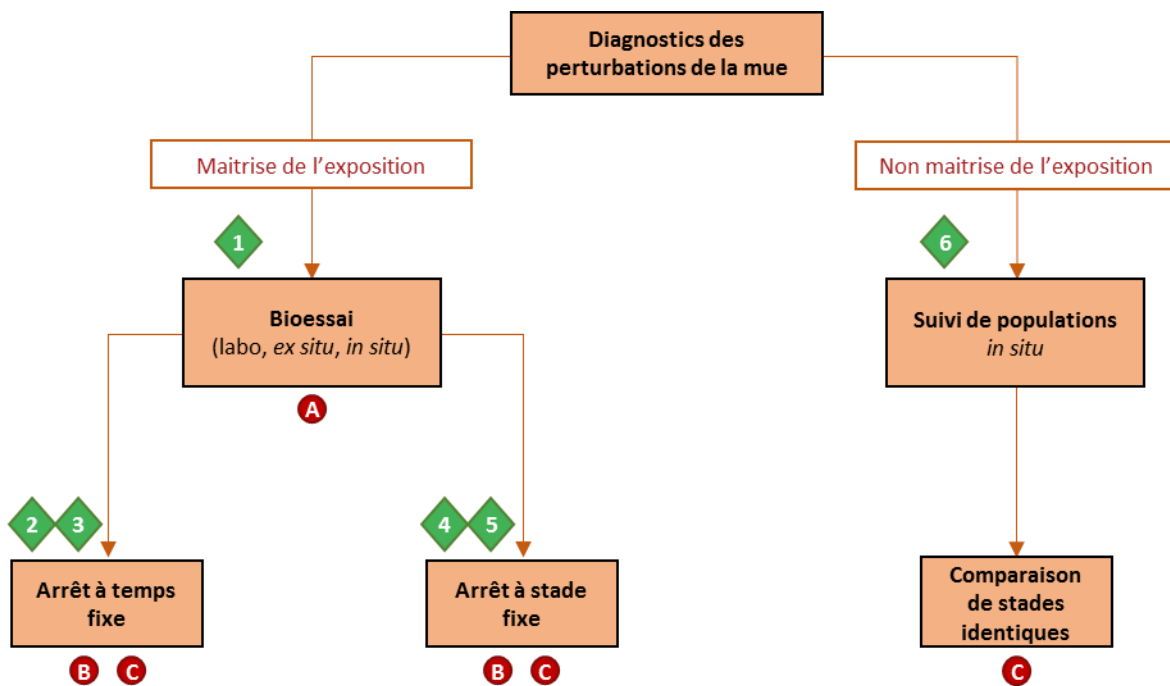 Diagnostics des
perturbations de la mue
Maitrise de l'exposition
Non maitrise de l'exposition
1
6
Bioessai
(labo, ex situ, in situ)
Suivi de populations
in situ
A
2 3
4 5
Arrêt à temps
fixe
Arrêt à stade
fixe
Comparaison
de stades
identiques
B C
B C
C